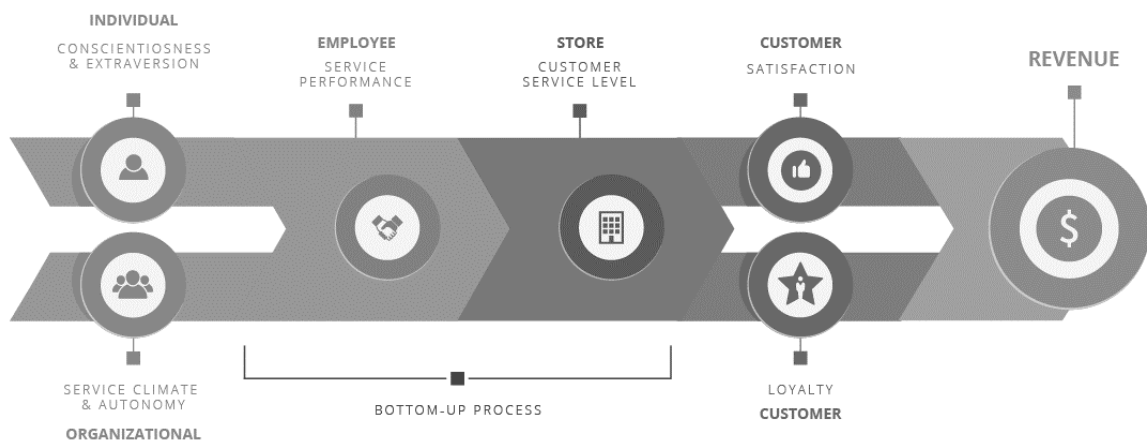 INDIVIDUAL
CONSCIENTIOSNESS
& EXTRAVERSION
EMPLOYEE
SERVICE
PERFORMANCE
STORE
CUSTOMER
SERVICE LEVEL
CUSTOMER
SATISFACTION
REVENUE
$
SERVICE CLIMATE
& AUTONOMY
ORGANIZATIONAL
BOTTOM-UP PROCESS
LOYALTY
CUSTOMER